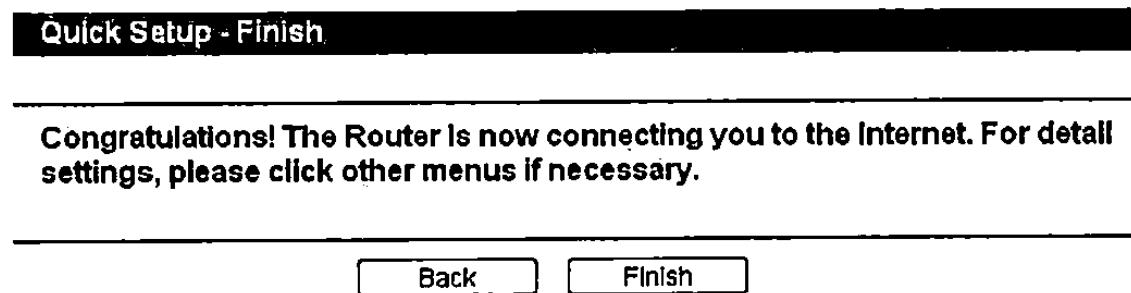 Quick Setup - Finish
Congratulations! The Router is now connecting you to the Internet. For detail
settings, please click other menus if necessary.
Back Finish